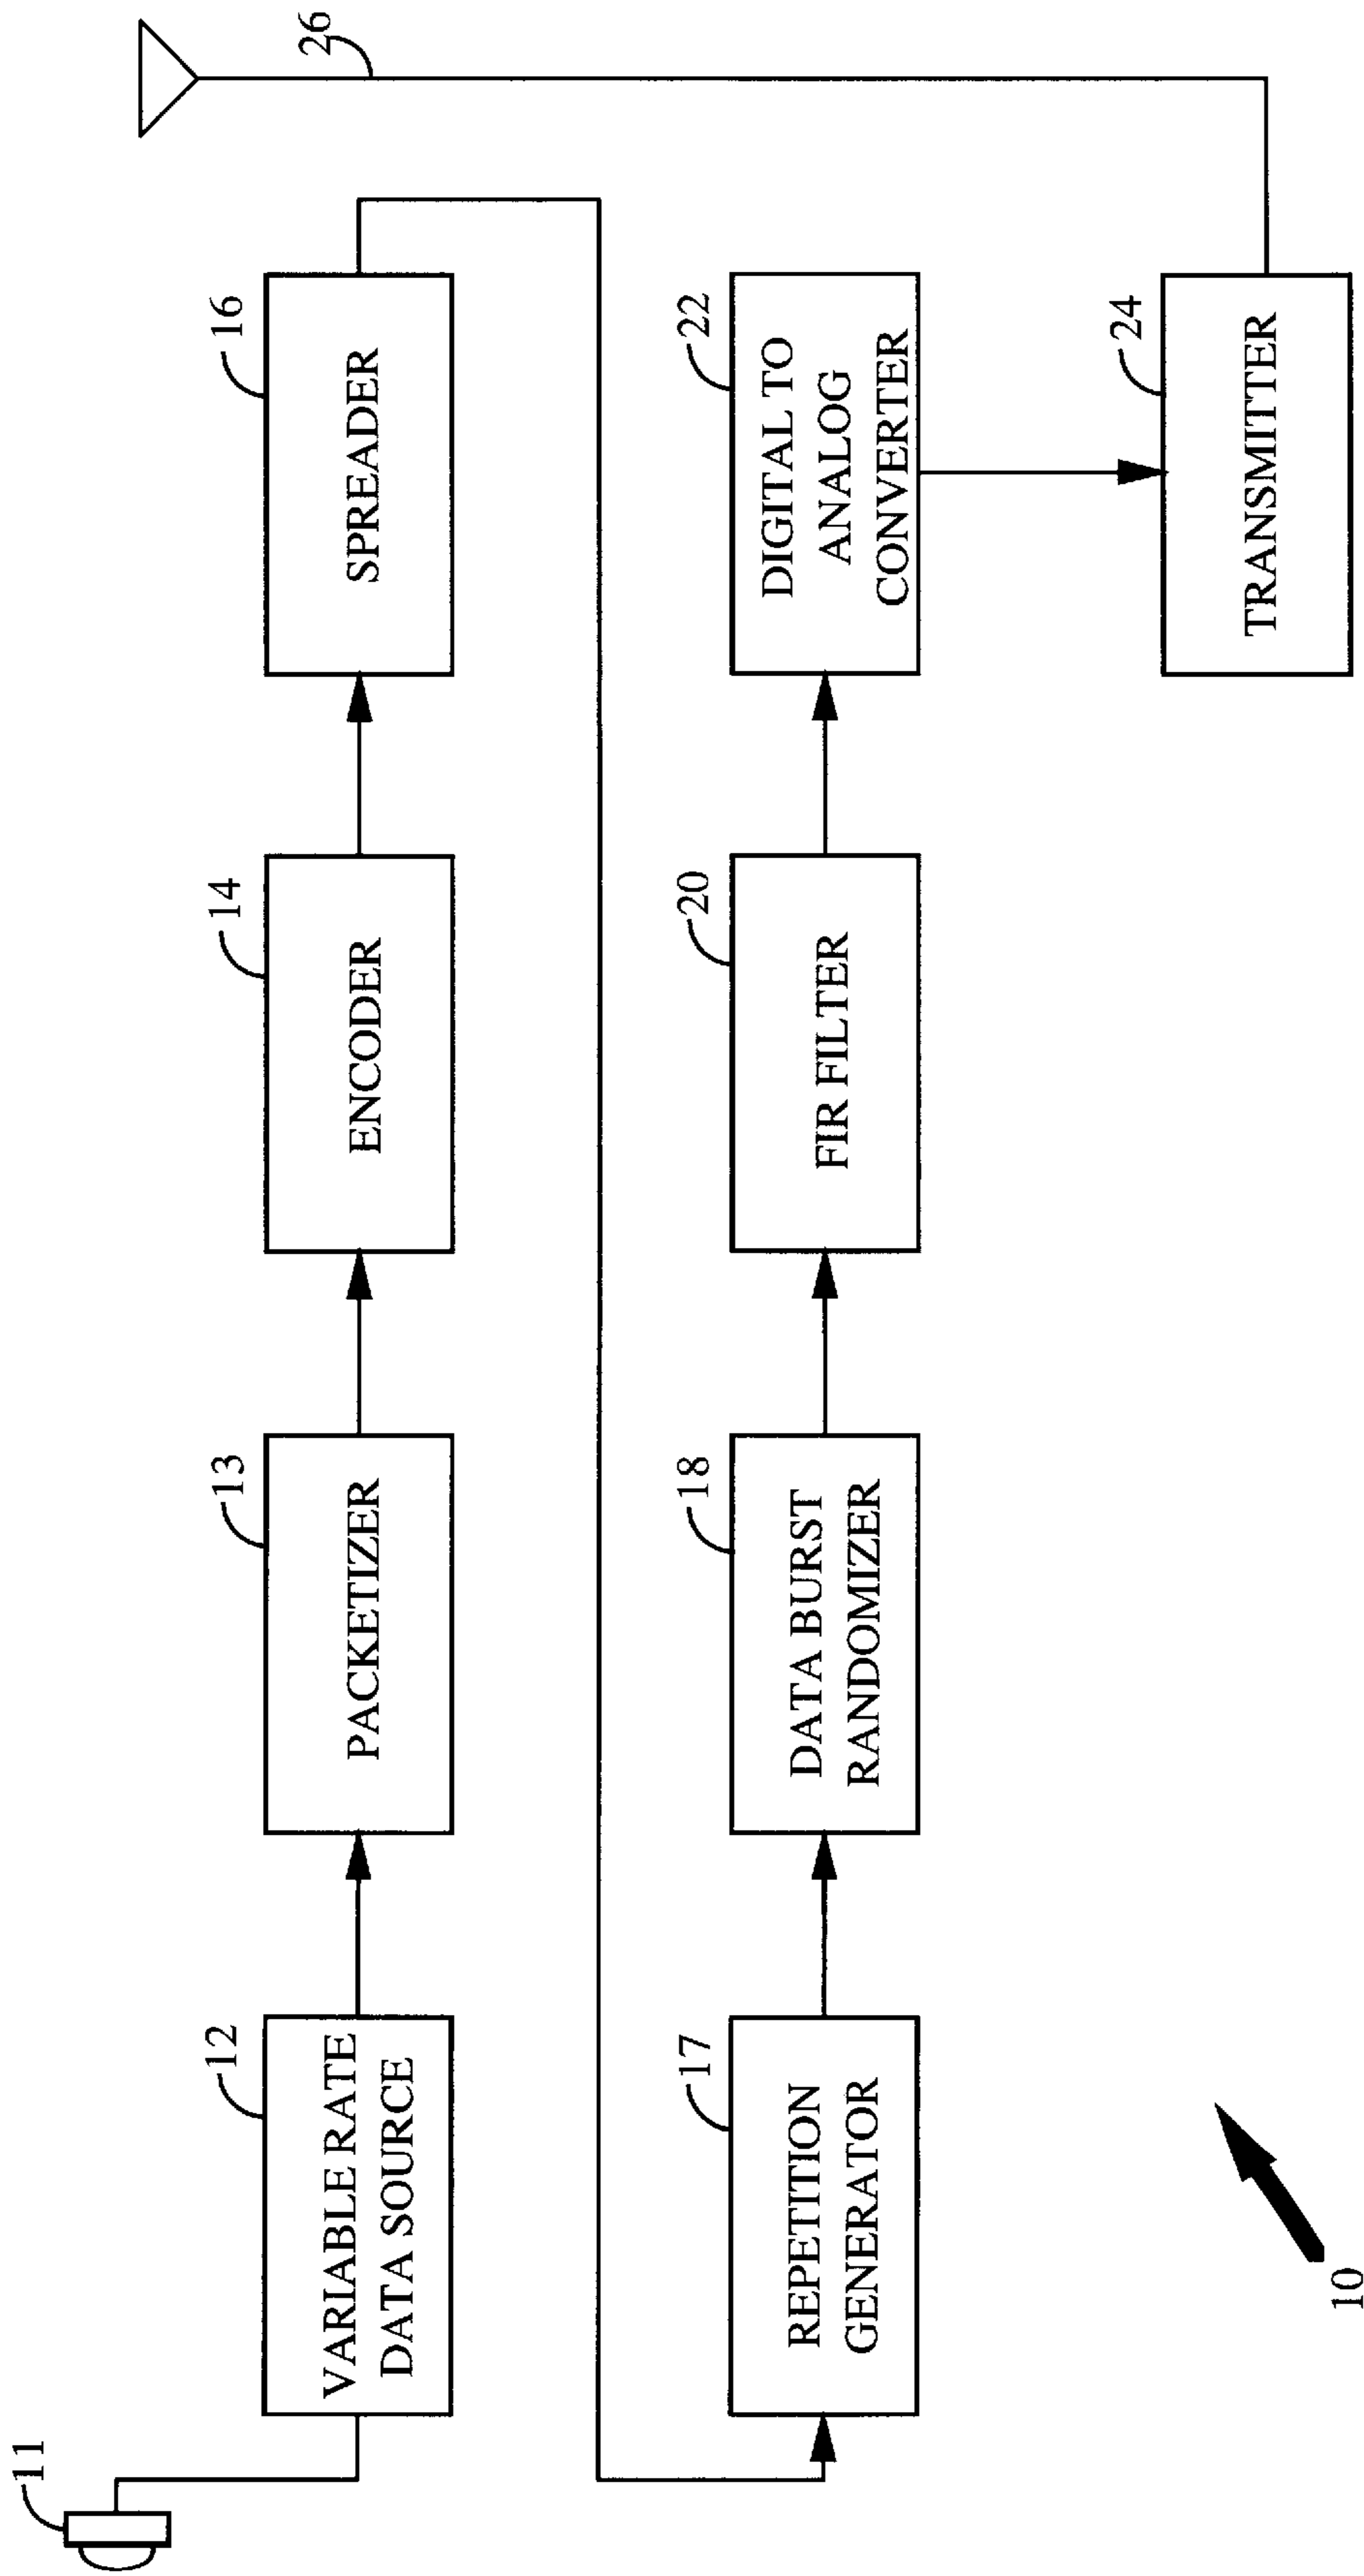 11
12
VARIABLE RATE
DATA SOURCE
13
PACKETIZER
14
ENCODER
16
SPREADER
26
17
REPETITION
GENERATOR
18
DATA BURST
RANDOMIZER
20
FIR FILTER
22
DIGITAL TO
ANALOG
CONVERTER
24
TRANSMITTER
10